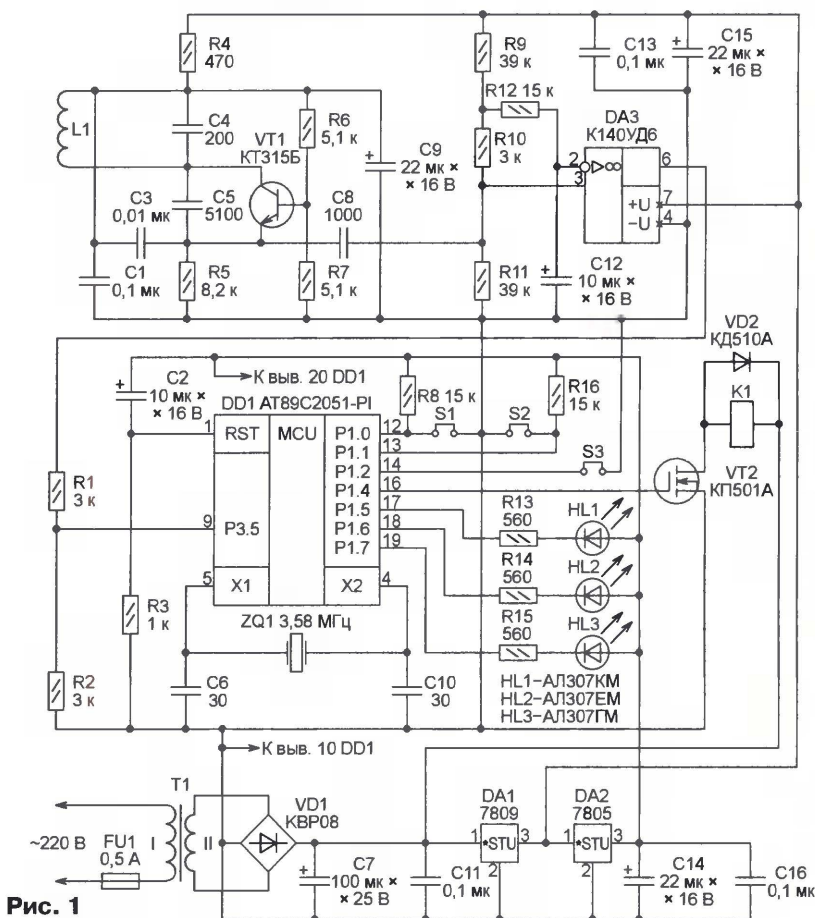 R4
470
L1
C4
200
VT1
КТ315Б
R6
5,1 к
C3
0,01 мк
C5
5100
C1
0,1 мк
R5
8,2 к
R7
5,1 к
C8
1000
+
C9
22 мк ×
× 16 В
R9
39 к
R12 15 к
R10
3 к
R11
39 к
+
C12
10 мк ×
× 16 В
C13
0,1 мк
+
C15
22 мк ×
× 16 В
DA3
К140УД6
2
3
▷∞
6
7
+U
4
−U
VD2
КД510А
K1
VT2
КП501А
+
C2
10 мк ×
× 16 В
К выв. 20 DD1
DD1 AT89C2051-PI
R8 15 к
S1
S2
R16
15 к
S3
1
RST
MCU
P1.0
12
P1.1
13
P1.2
14
P1.4
16
P1.5
17
P1.6
18
P1.7
19
9
P3.5
5
X1
X2
4
R1
3 к
R2
3 к
R3
1 к
ZQ1 3,58 МГц
C6
30
C10
30
R13
560
HL1
R14
560
HL2
R15
560
HL3
HL1−АЛ307КМ
HL2−АЛ307ЕМ
HL3−АЛ307ГМ
К выв. 10 DD1
T1
~220 В
FU1
0,5 А
I
II
VD1
КВР08
+
C7
100 мк ×
× 25 В
C11
0,1 мк
DA1
7809
1
*STU
3
2
DA2
7805
1
*STU
3
2
+
C14
22 мк ×
× 16 В
C16
0,1 мк
Рис. 1